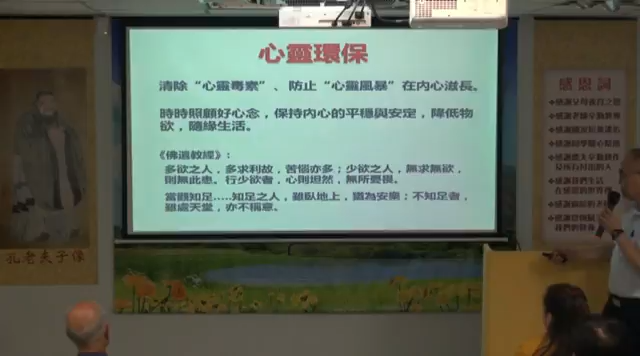 心靈環保
清除“心靈毒素”、防止“心靈風暴”在內心滋長。
時時照顧好心念，保持內心的平穩與安定，降低物
欲，隨緣生活。
《佛遺教經》：
多欲之人，多求利故，苦惱亦多；少欲之人，無求無欲，
則無此患。行少欲者，心則坦然，無所憂畏。
當觀知足……知足之人，雖臥地上，猶為安樂；不知足者，
雖處天堂，亦不稱意。
孔老夫子像
感恩詞